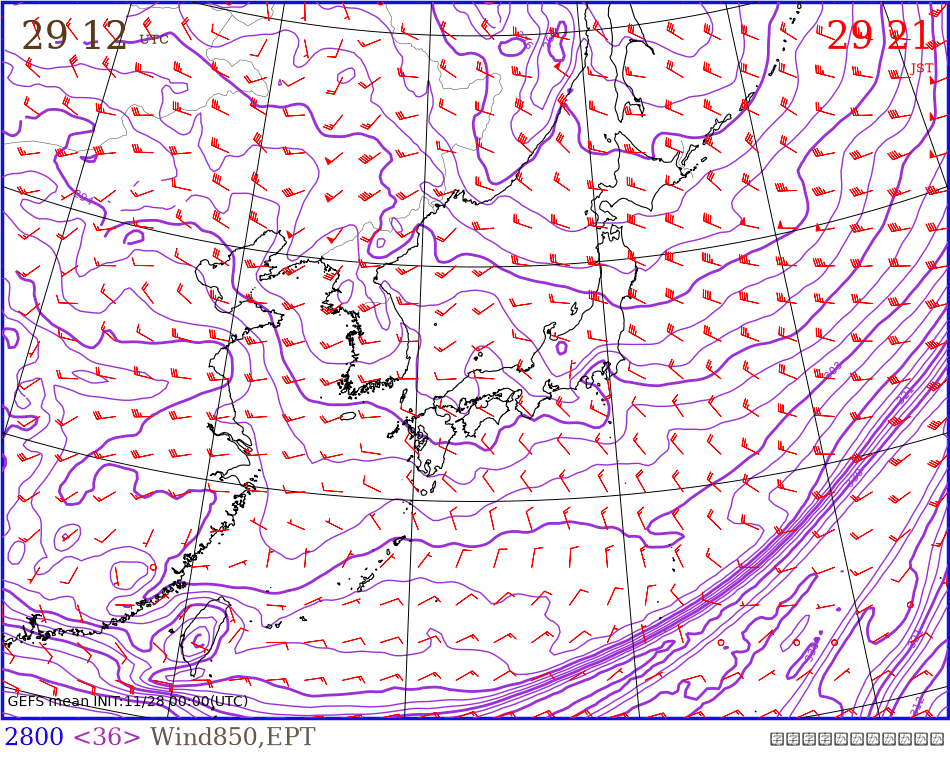 29 12 UTC
29 21
JST
GEFS mean INIT:11/28 00:00(UTC)
2800 <36> Wind850,EPT